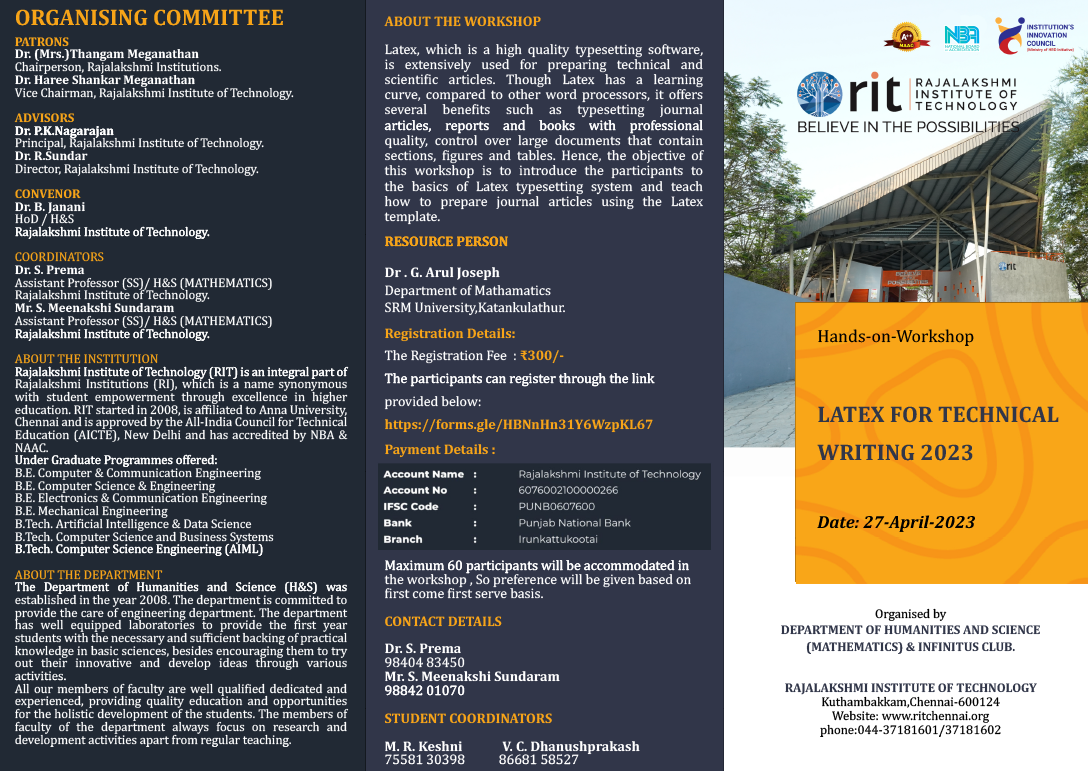 ORGANISING COMMITTEE
PATRONS
Dr. (Mrs.)Thangam Meganathan
Chairperson, Rajalakshmi Institutions.
Dr. Haree Shankar Meganathan
Vice Chairman, Rajalakshmi Institute of Technology.
ADVISORS
Dr. P.K.Nagarajan
Principal, Rajalakshmi Institute of Technology.
Dr. R.Sundar
Director, Rajalakshmi Institute of Technology.
CONVENOR
Dr. B. Janani
HoD / H&S
Rajalakshmi Institute of Technology.
COORDINATORS
Dr. S. Prema
Assistant Professor (SS)/ H&S (MATHEMATICS)
Rajalakshmi Institute of Technology.
Mr. S. Meenakshi Sundaram
Assistant Professor (SS)/ H&S (MATHEMATICS)
Rajalakshmi Institute of Technology.
ABOUT THE INSTITUTION
Rajalakshmi Institute of Technology (RIT) is an integral part of
Rajalakshmi Institutions (RI), which is a name synonymous
with student empowerment through excellence in higher
education. RIT started in 2008, is affiliated to Anna University,
Chennai and is approved by the All-India Council for Technical
Education (AICTE), New Delhi and has accredited by NBA &
NAAC.
Under Graduate Programmes offered:
B.E. Computer & Communication Engineering
B.E. Computer Science & Engineering
B.E. Electronics & Communication Engineering
B.E. Mechanical Engineering
B.Tech. Artificial Intelligence & Data Science
B.Tech. Computer Science and Business Systems
B.Tech. Computer Science Engineering (AIML)
ABOUT THE DEPARTMENT
The Department of Humanities and Science (H&S) was
established in the year 2008. The department is committed to
provide the care of engineering department. The department
has well equipped laboratories to provide the first year
students with the necessary and sufficient backing of practical
knowledge in basic sciences, besides encouraging them to try
out their innovative and develop ideas through various
activities.
All our members of faculty are well qualified dedicated and
experienced, providing quality education and opportunities
for the holistic development of the students. The members of
faculty of the department always focus on research and
development activities apart from regular teaching.
ABOUT THE WORKSHOP
Latex, which is a high quality typesetting software,
is extensively used for preparing technical and
scientific articles. Though Latex has a learning
curve, compared to other word processors, it offers
several benefits such as typesetting journal
articles, reports and books with professional
quality, control over large documents that contain
sections, figures and tables. Hence, the objective of
this workshop is to introduce the participants to
the basics of Latex typesetting system and teach
how to prepare journal articles using the Latex
template.
RESOURCE PERSON
Dr . G. Arul Joseph
Department of Mathamatics
SRM University,Katankulathur.
Registration Details:
The Registration Fee : ₹300/-
The participants can register through the link
provided below:
https://forms.gle/HBNnHn31Y6WzpKL67
Payment Details :
Account Name : Rajalakshmi Institute of Technology
Account No : 6076002100000266
IFSC Code : PUNB0607600
Bank : Punjab National Bank
Branch : Irunkattukootai
Maximum 60 participants will be accommodated in
the workshop , So preference will be given based on
first come first serve basis.
CONTACT DETAILS
Dr. S. Prema
98404 83450
Mr. S. Meenakshi Sundaram
98842 01070
STUDENT COORDINATORS
M. R. Keshni V. C. Dhanushprakash
75581 30398 86681 58527
A++
NAAC
NBA
INSTITUTION'S
INNOVATION
COUNCIL
(Ministry of HRD Initiative)
rit RAJALAKSHMI
INSTITUTE OF
TECHNOLOGY
BELIEVE IN THE POSSIBILITIES
rit
Hands-on-Workshop
LATEX FOR TECHNICAL
WRITING 2023
Date: 27-April-2023
Organised by
DEPARTMENT OF HUMANITIES AND SCIENCE
(MATHEMATICS) & INFINITUS CLUB.
RAJALAKSHMI INSTITUTE OF TECHNOLOGY
Kuthambakkam,Chennai-600124
Website: www.ritchennai.org
phone:044-37181601/37181602